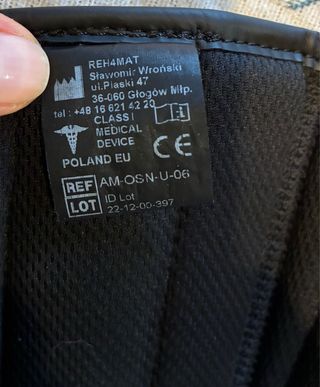 REH4MAT
Sławomir Wroński
ul.Piaski 47
36-060 Głogów Młp.
tel : +48 16 621 42 20
CLASS I
MEDICAL
DEVICE
POLAND EU
CE
REF AM-OSN-U-06
LOT ID Lot
22-12-00-397